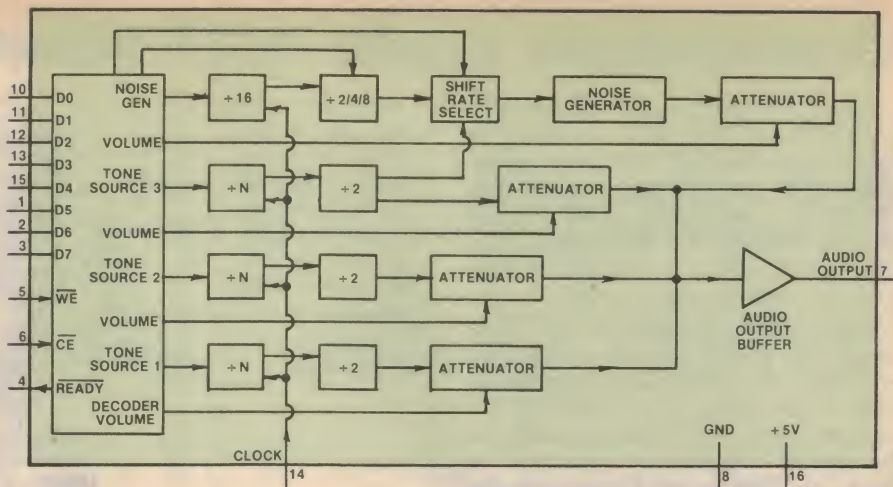 10 D0
11 D1
12 D2
13 D3
15 D4
1 D5
2 D6
3 D7
5 WE
6 CE
4 READY
NOISE
GEN
VOLUME
TONE
SOURCE 3
VOLUME
TONE
SOURCE 2
VOLUME
TONE
SOURCE 1
DECODER
VOLUME
÷16
÷2/4/8
SHIFT
RATE
SELECT
NOISE
GENERATOR
ATTENUATOR
÷N
÷2
ATTENUATOR
÷N
÷2
ATTENUATOR
÷N
÷2
ATTENUATOR
AUDIO
OUTPUT 7
AUDIO
OUTPUT
BUFFER
CLOCK
14
GND
8
+5V
16